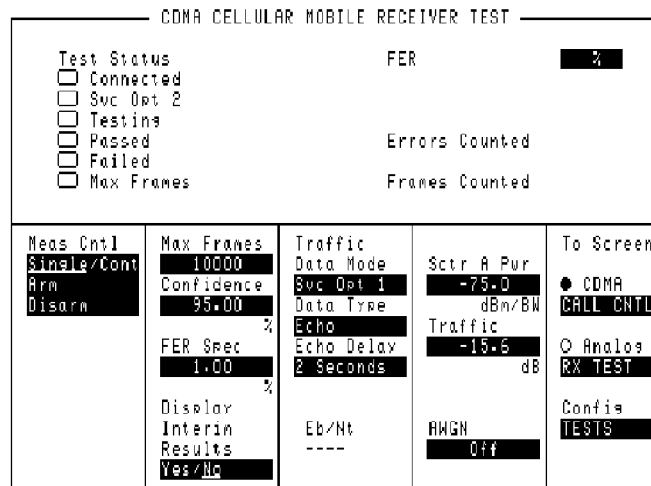 CDMA CELLULAR MOBILE RECEIVER TEST
Test Status
Connected
Svc Opt 2
Testing
Passed
Failed
Max Frames
FER
%
Errors Counted
Frames Counted
Meas Cntl
Single/Cont
Arm
Disarm
Max Frames
10000
Confidence
95.00
%
FER Spec
1.00
%
Display
Interim
Results
Yes/No
Traffic
Data Mode
Svc Opt 1
Data Type
Echo
Echo Delay
2 Seconds
Eb/Nt
----
Sctr A Pwr
-75.0
dBm/BW
Traffic
-15.6
dB
AWGN
Off
To Screen
CDMA
CALL CNTL
Analog
RX TEST
Config
TESTS